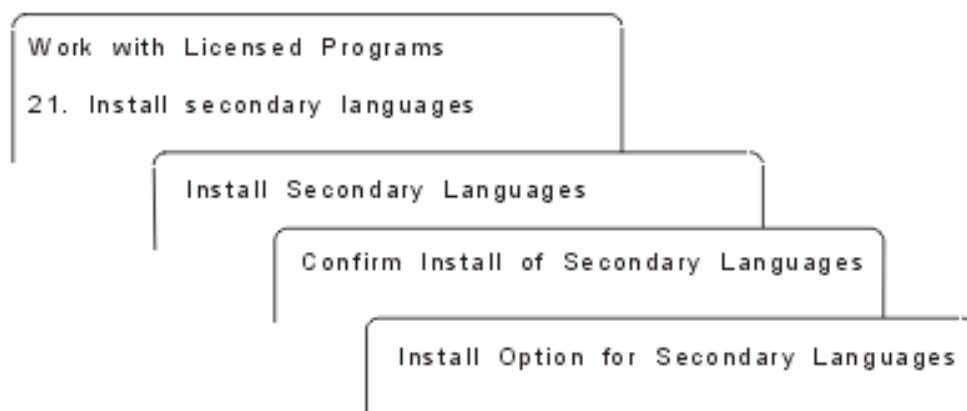 Work with Licensed Programs
21. Install secondary languages
Install Secondary Languages
Confirm Install of Secondary Languages
Install Option for Secondary Languages